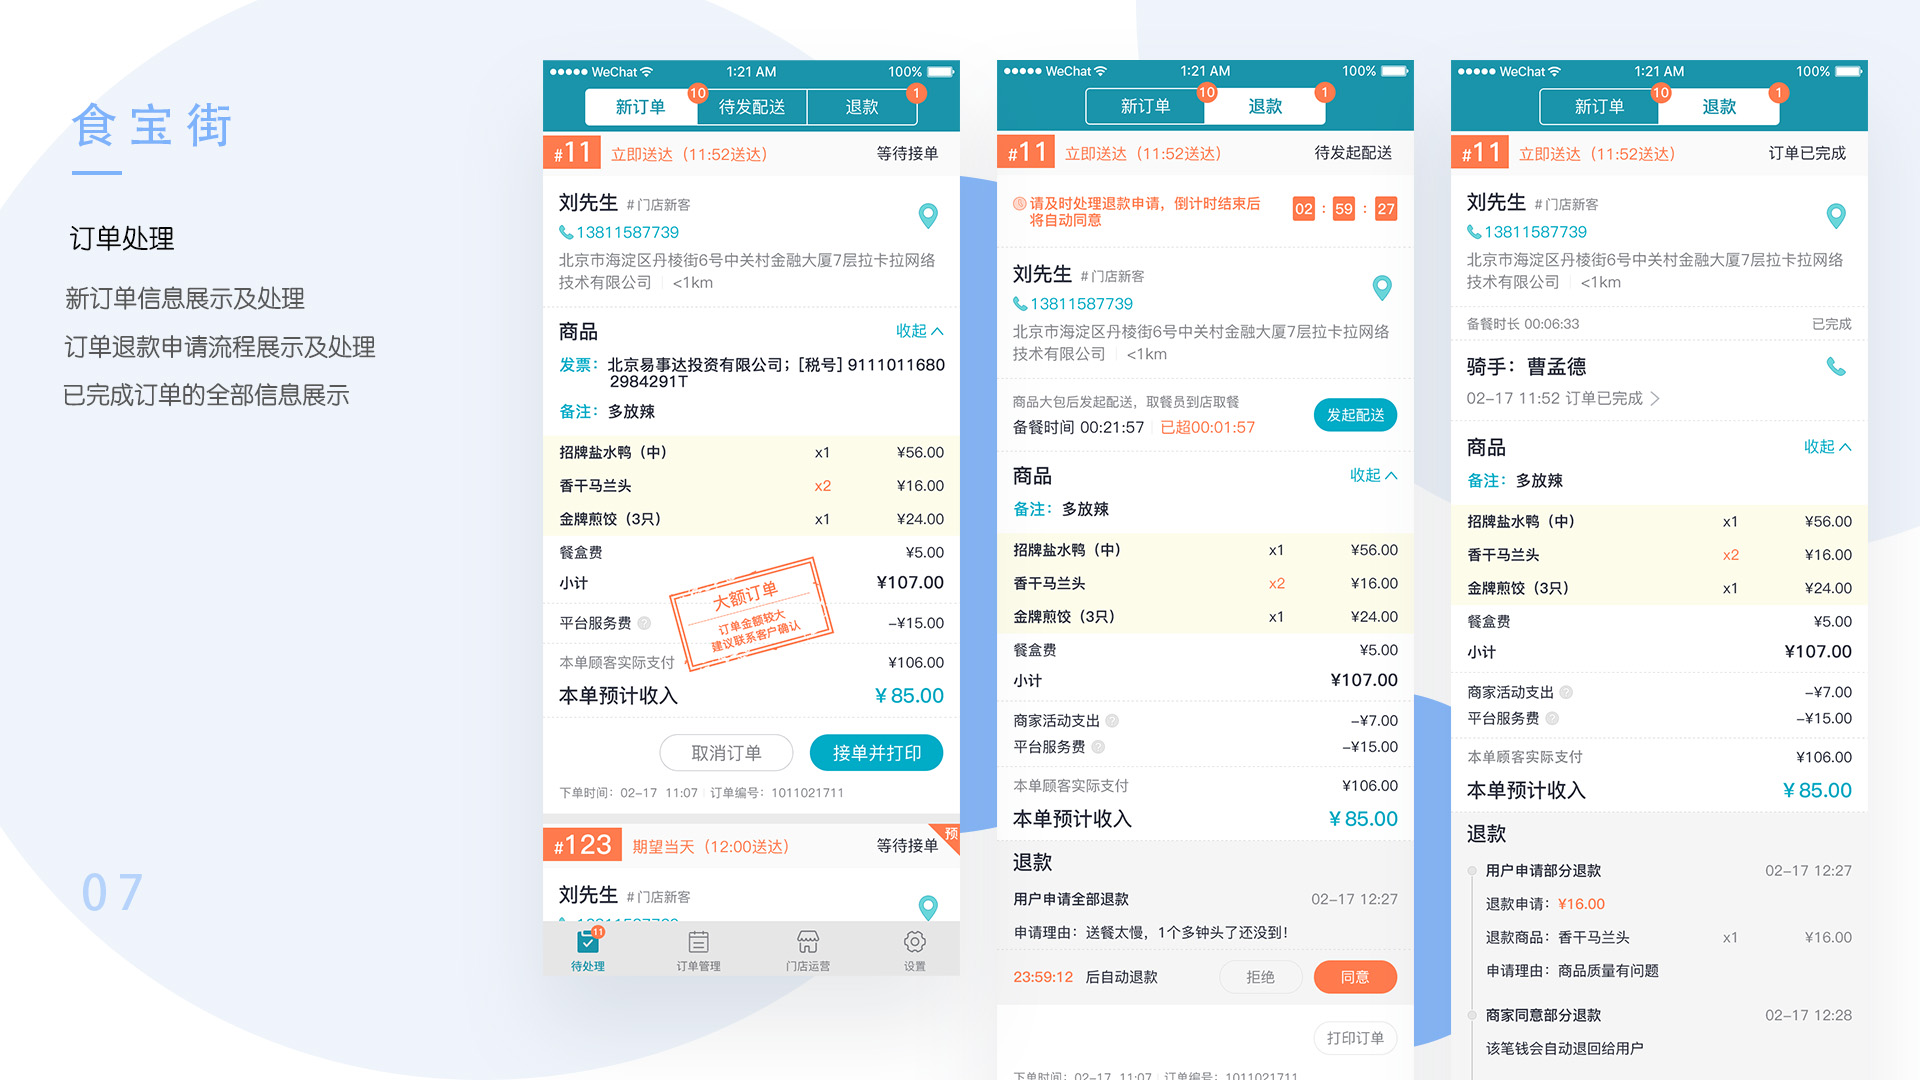 食宝街
订单处理
新订单信息展示及处理
订单退款申请流程展示及处理
已完成订单的全部信息展示
07
WeChat 1:21 AM 100%
新订单 10 待发配送 退款 1
#11 立即送达（11:52送达） 等待接单
刘先生 #门店新客
13811587739
北京市海淀区丹棱街6号中关村金融大厦7层拉卡拉网络
技术有限公司 <1km
商品 收起
发票：北京易事达投资有限公司；[税号] 9111011680
2984291T
备注：多放辣
招牌盐水鸭（中） x1 ¥56.00
香干马兰头 x2 ¥16.00
金牌煎饺（3只） x1 ¥24.00
餐盒费 ¥5.00
小计 ¥107.00
大额订单
订单金额较大
建议联系客户确认
平台服务费 ? -¥15.00
本单顾客实际支付 ¥106.00
本单预计收入 ¥85.00
取消订单 接单并打印
下单时间：02-17 11:07 订单编号：1011021711
#123 期望当天（12:00送达） 等待接单 预
刘先生 #门店新客
11
待处理 订单管理 门店运营 设置
WeChat 1:21 AM 100%
新订单 10 退款 1
#11 立即送达（11:52送达） 待发起配送
请及时处理退款申请，倒计时结束后 02 : 59 : 27
将自动同意
刘先生 #门店新客
13811587739
北京市海淀区丹棱街6号中关村金融大厦7层拉卡拉网络
技术有限公司 <1km
商品大包后发起配送，取餐员到店取餐
备餐时间 00:21:57 已超00:01:57 发起配送
商品 收起
备注：多放辣
招牌盐水鸭（中） x1 ¥56.00
香干马兰头 x2 ¥16.00
金牌煎饺（3只） x1 ¥24.00
餐盒费 ¥5.00
小计 ¥107.00
商家活动支出 ? -¥7.00
平台服务费 ? -¥15.00
本单顾客实际支付 ¥106.00
本单预计收入 ¥85.00
退款
用户申请全部退款 02-17 12:27
申请理由：送餐太慢，1个多钟头了还没到！
23:59:12 后自动退款 拒绝 同意
打印订单
下单时间：02-17 11:07 订单编号：1011021711
WeChat 1:21 AM 100%
新订单 10 退款 1
#11 立即送达（11:52送达） 订单已完成
刘先生 #门店新客
13811587739
北京市海淀区丹棱街6号中关村金融大厦7层拉卡拉网络
技术有限公司 <1km
备餐时长 00:06:33 已完成
骑手：曹孟德
02-17 11:52 订单已完成
商品 收起
备注：多放辣
招牌盐水鸭（中） x1 ¥56.00
香干马兰头 x2 ¥16.00
金牌煎饺（3只） x1 ¥24.00
餐盒费 ¥5.00
小计 ¥107.00
商家活动支出 ? -¥7.00
平台服务费 ? -¥15.00
本单顾客实际支付 ¥106.00
本单预计收入 ¥85.00
退款
用户申请部分退款 02-17 12:27
退款申请：¥16.00
退款商品：香干马兰头 x1 ¥16.00
申请理由：商品质量有问题
商家同意部分退款 02-17 12:28
该笔钱会自动退回给用户